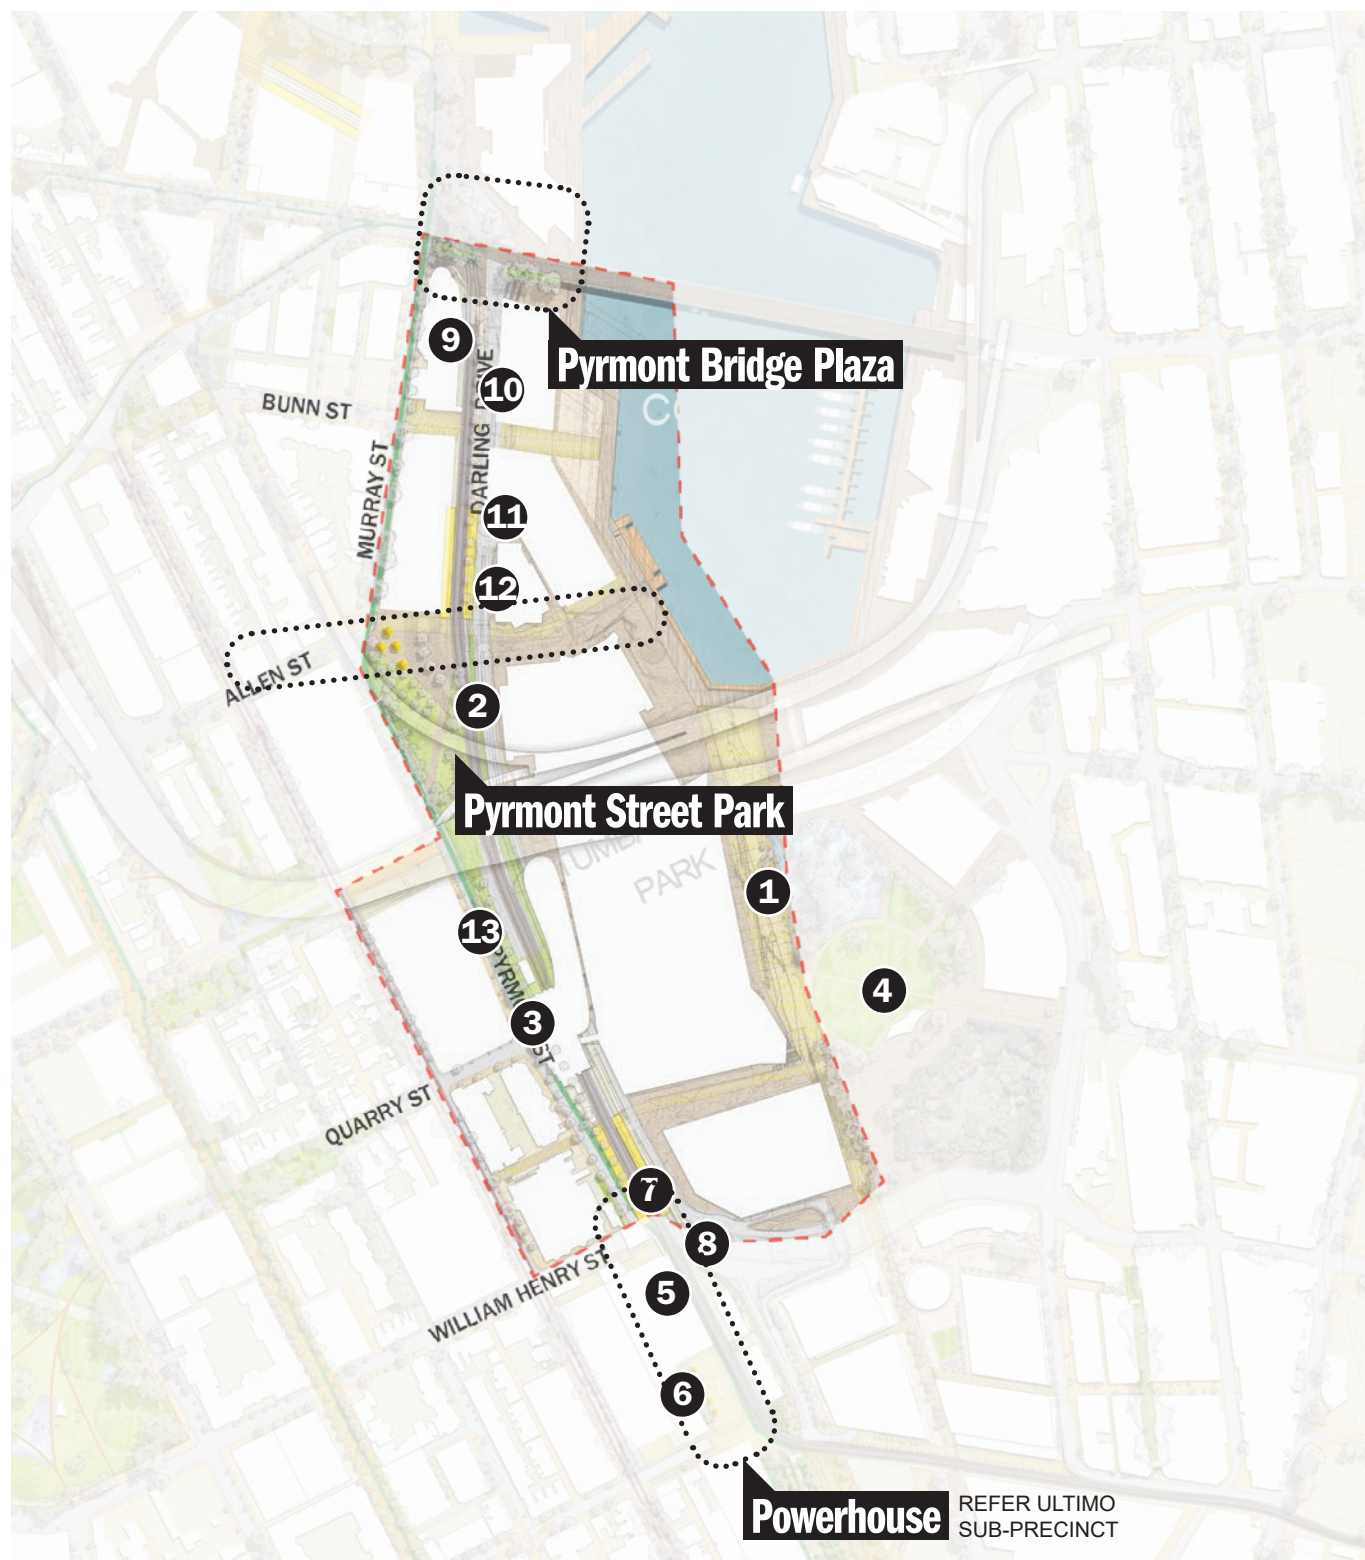 9
Pyrmont Bridge Plaza
10
BUNN ST
DARLING DRIVE
MURRAY ST
11
12
ALLEN ST
2
Pyrmont Street Park
PARK
1
13
4
3
QUARRY ST
7
8
WILLIAM HENRY ST
5
6
Powerhouse
REFER ULTIMO
SUB-PRECINCT